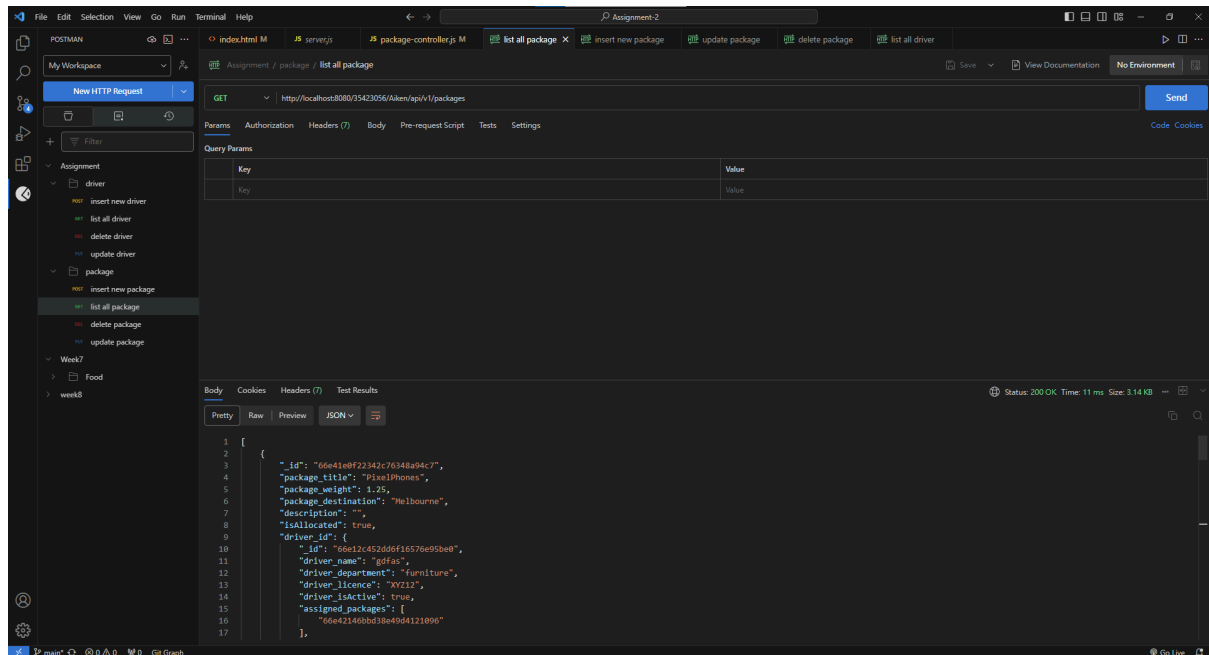 File Edit Selection View Go Run Terminal Help
Assignment-2
POSTMAN
index.html M
JS server.js
JS package-controller.js M
list all package
insert new package
update package
delete package
list all driver
My Workspace
Assignment / package / list all package
Save
View Documentation
No Environment
New HTTP Request
GET
http://localhost:8080/35423056/Aiken/api/v1/packages
Send
Params Authorization Headers (7) Body Pre-request Script Tests Settings
Code Cookies
Filter
Query Params
Key Value
Key Value
Assignment
driver
POST insert new driver
GET list all driver
DEL delete driver
PUT update driver
package
POST insert new package
GET list all package
DEL delete package
PUT update package
Week7
Food
week8
Body Cookies Headers (7) Test Results
Status: 200 OK Time: 11 ms Size: 3.14 KB
Pretty Raw Preview JSON
1 [
2 {
3 "_id": "66e41e0f22342c76348a94c7",
4 "package_title": "PixelPhones",
5 "package_weight": 1.25,
6 "package_destination": "Melbourne",
7 "description": "",
8 "isAllocated": true,
9 "driver_id": {
10 "_id": "66e12c452dd6f16576e95be0",
11 "driver_name": "gdfas",
12 "driver_department": "furniture",
13 "driver_licence": "XYZ12",
14 "driver_isActive": true,
15 "assigned_packages": [
16 "66e42146bbd38e49d4121096"
17 ],
main* 0 0 0 Git Graph
Go Live